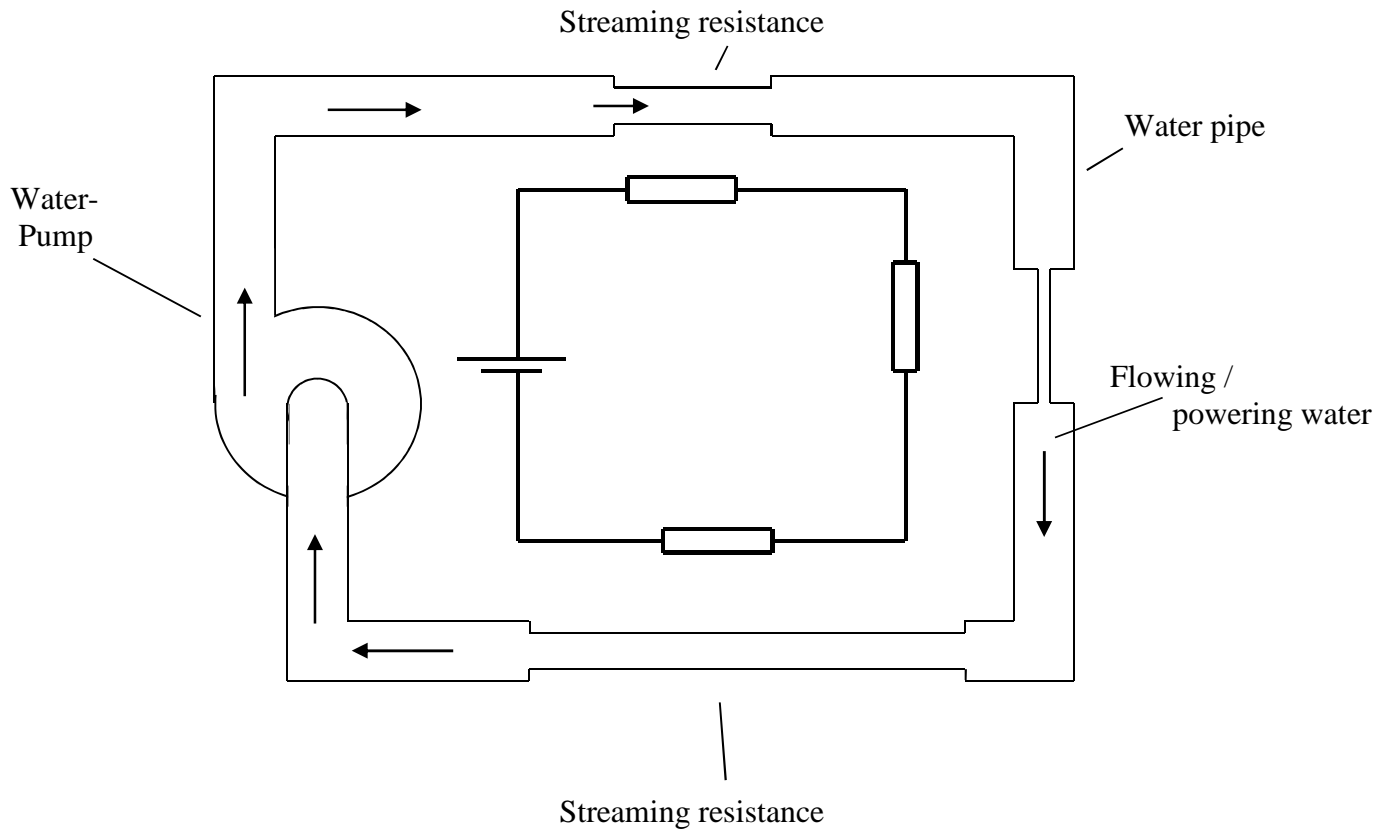 Streaming resistance
Water pipe
Water-
Pump
Flowing /
powering water
Streaming resistance